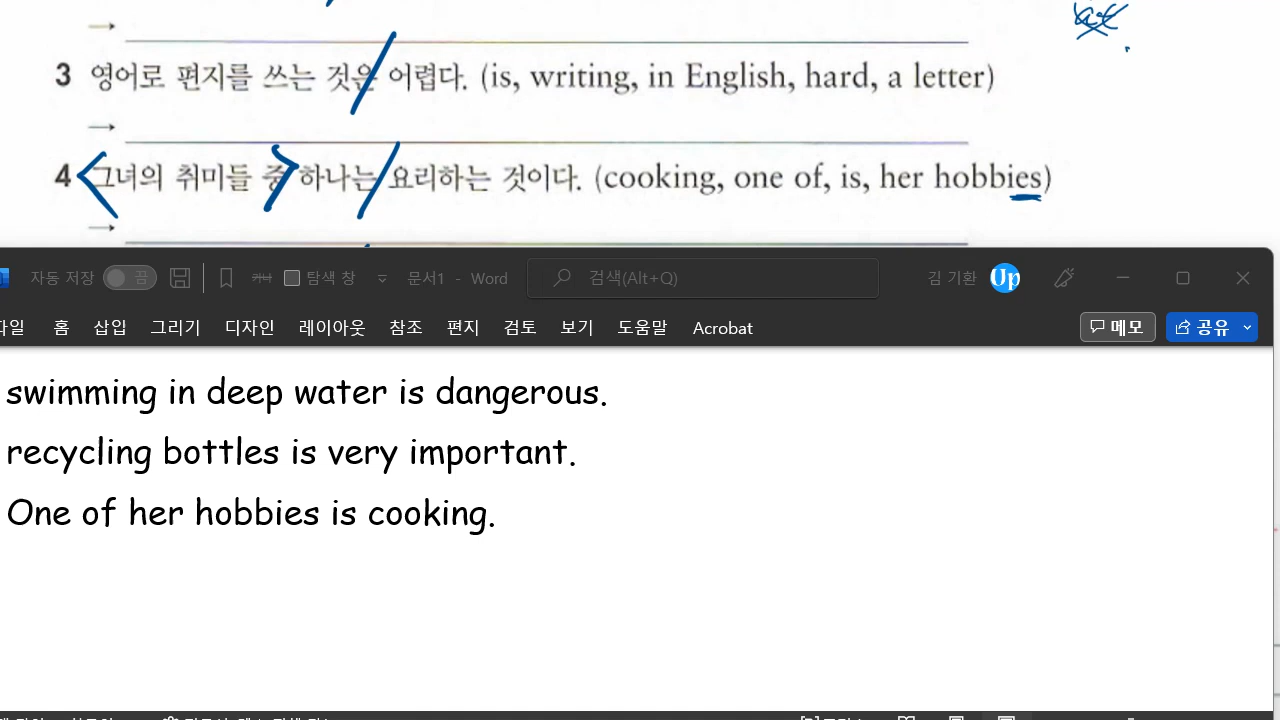 →
3 영어로 편지를 쓰는 것은 어렵다. (is, writing, in English, hard, a letter)
→
4 그녀의 취미들 중 하나는 요리하는 것이다. (cooking, one of, is, her hobbies)
→
자동 저장 끔 가나 탐색 창 문서1 - Word 검색(Alt+Q) 김 기환 Up
파일 홈 삽입 그리기 디자인 레이아웃 참조 편지 검토 보기 도움말 Acrobat 메모 공유
swimming in deep water is dangerous.
recycling bottles is very important.
One of her hobbies is cooking.